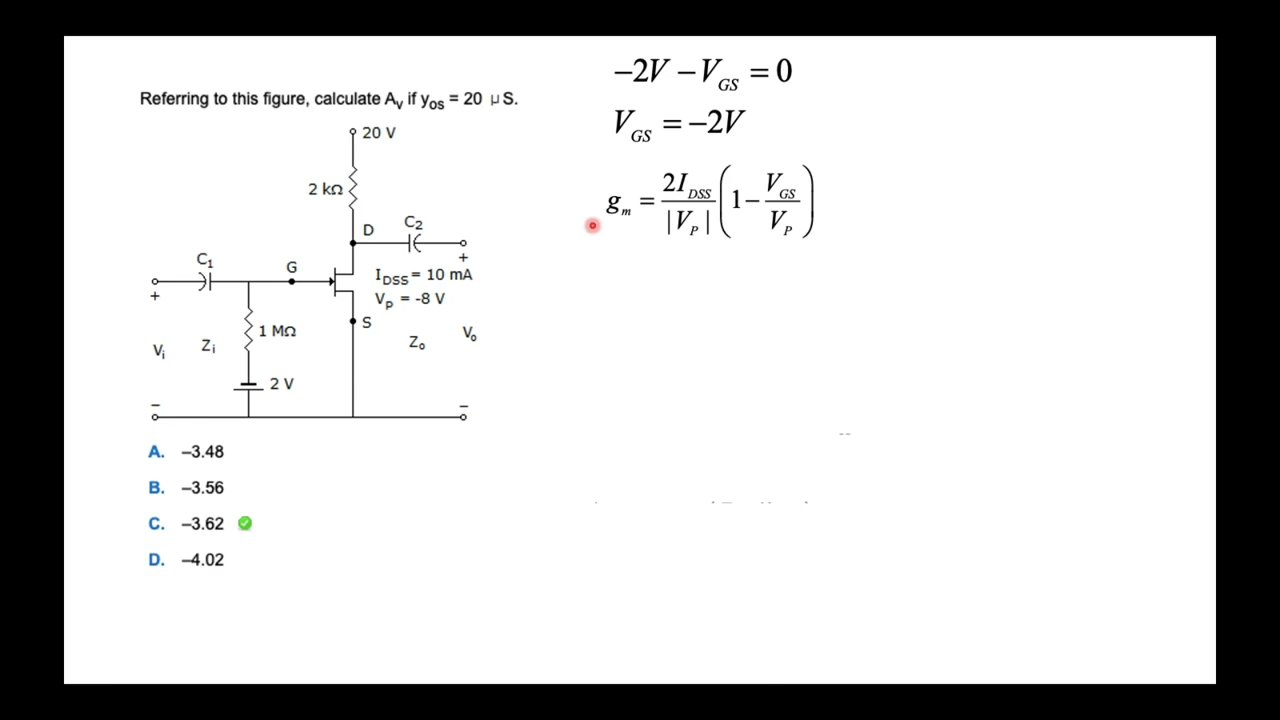 Referring to this figure, calculate Av if yos = 20 μS.
20 V
2 kΩ
D
C2
+
C1
G
+
IDSS = 10 mA
Vp = -8 V
S
1 MΩ
Vi
Zi
Zo
Vo
2 V
–
–
A. –3.48
B. –3.56
C. –3.62
D. –4.02
−2V − VGS = 0
VGS = −2V
gm = 2IDSS / |VP| (1 − VGS / VP)